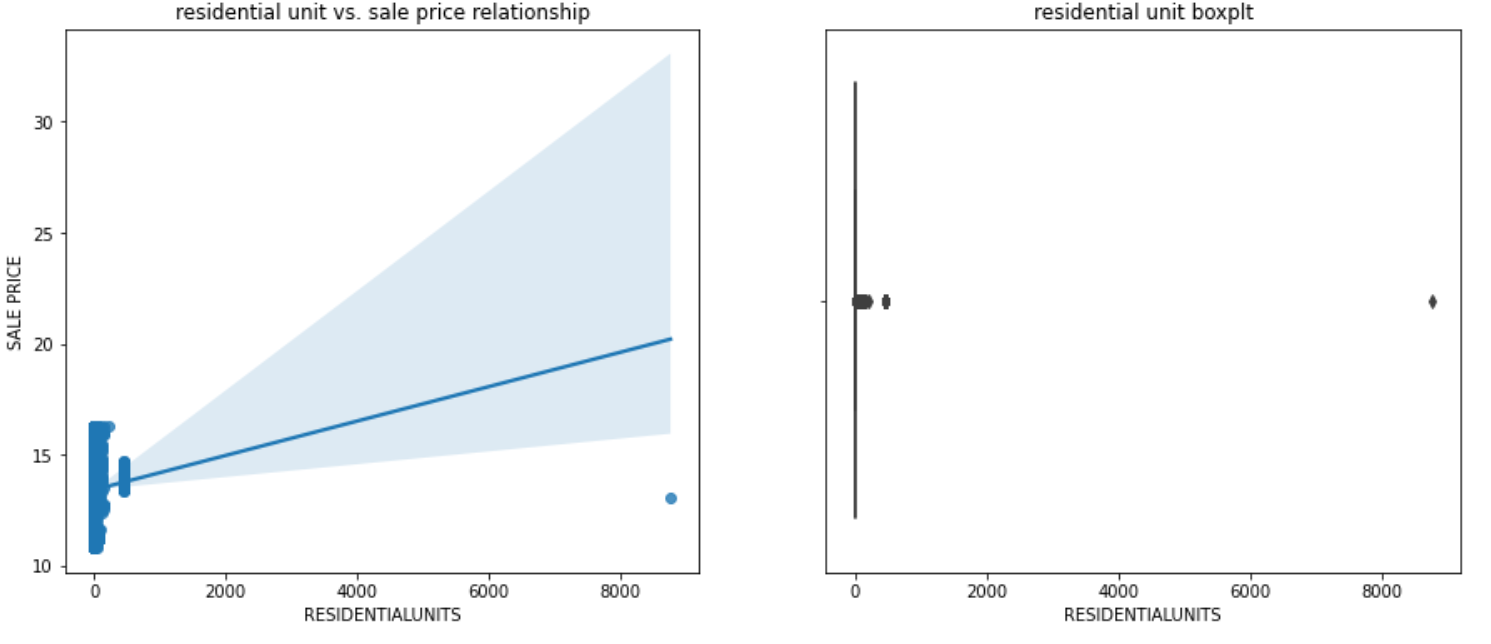 residential unit vs. sale price relationship
30
25
20
15
10
SALE PRICE
0 2000 4000 6000 8000
RESIDENTIALUNITS
residential unit boxplt
0 2000 4000 6000 8000
RESIDENTIALUNITS